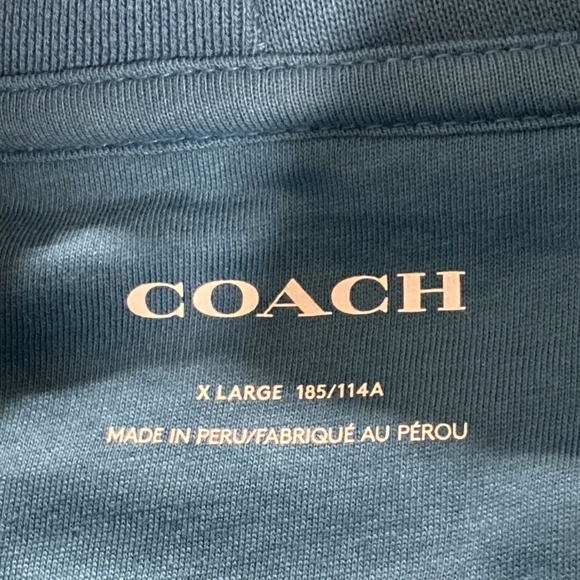 COACH
X LARGE 185/114A
MADE IN PERU/FABRIQUÉ AU PÉROU